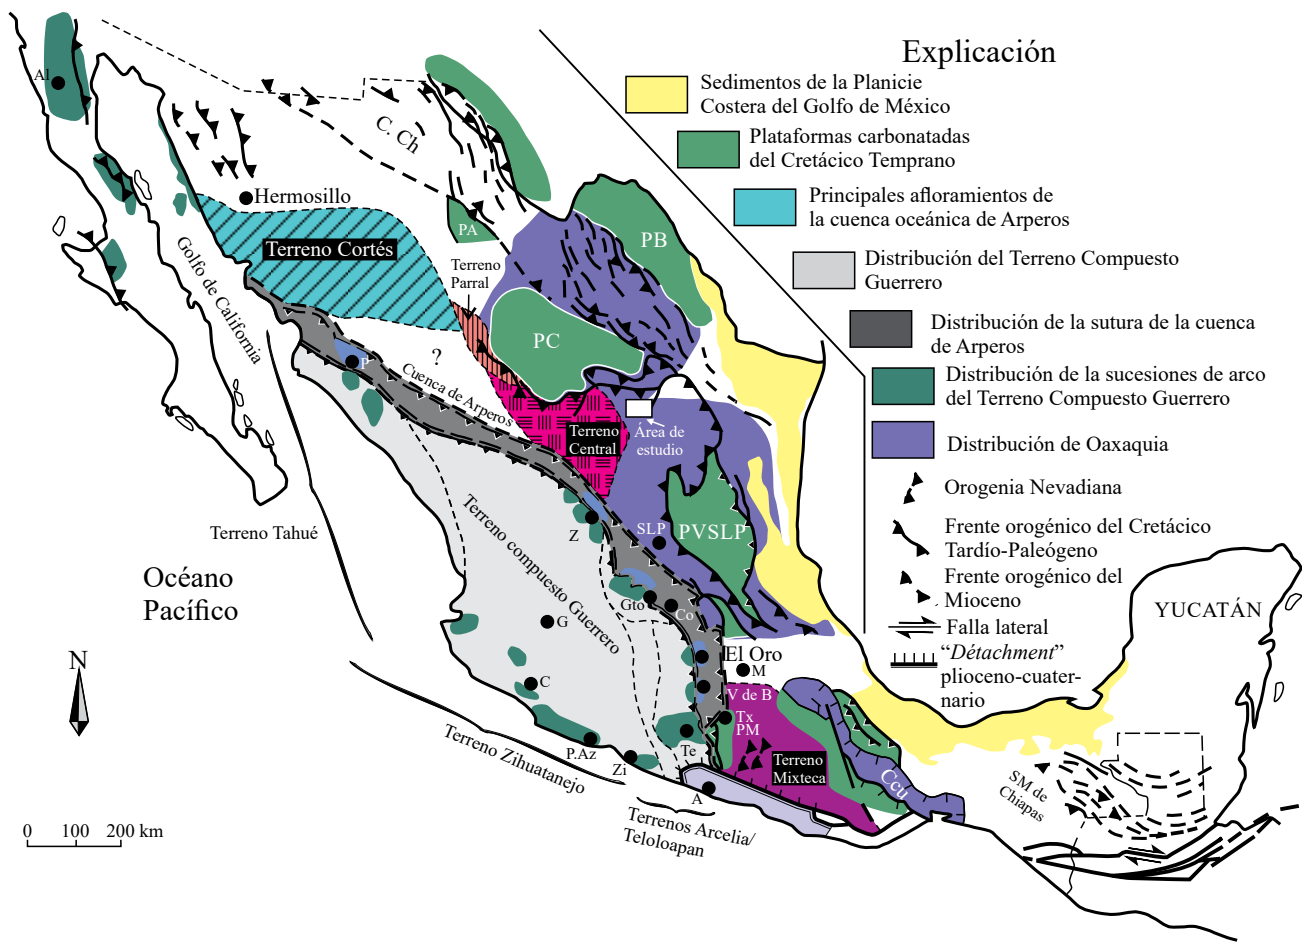 Explicación
Sedimentos de la Planicie
Costera del Golfo de México
Plataformas carbonatadas
del Cretácico Temprano
Principales afloramientos de
la cuenca oceánica de Arperos
Distribución del Terreno Compuesto
Guerrero
Distribución de la sutura de la cuenca
de Arperos
Distribución de la sucesiones de arco
del Terreno Compuesto Guerrero
Distribución de Oaxaquia
Orogenia Nevadiana
Frente orogénico del Cretácico
Tardío-Paleógeno
Frente orogénico del
Mioceno
Falla lateral
“Détachment”
plioceno-cuater-
nario
Al
C. Ch
Hermosillo
Terreno Cortés
PA
PB
Terreno
Parral
Golfo de California
PC
?
P
Cuenca de Arperos
Terreno
Central
Área de
estudio
Terreno Tahué
Terreno compuesto Guerrero
Z
SLP
PVSLP
Océano
Pacífico
Gto
Co
G
El Oro
M
N
C
V de B
Tx
PM
Te
P.Az
Zi
Terreno
Mixteca
Ccu
A
Terreno Zihuatanejo
Terrenos Arcelia/
Teloloapan
SM de
Chiapas
YUCATÁN
0 100 200 km